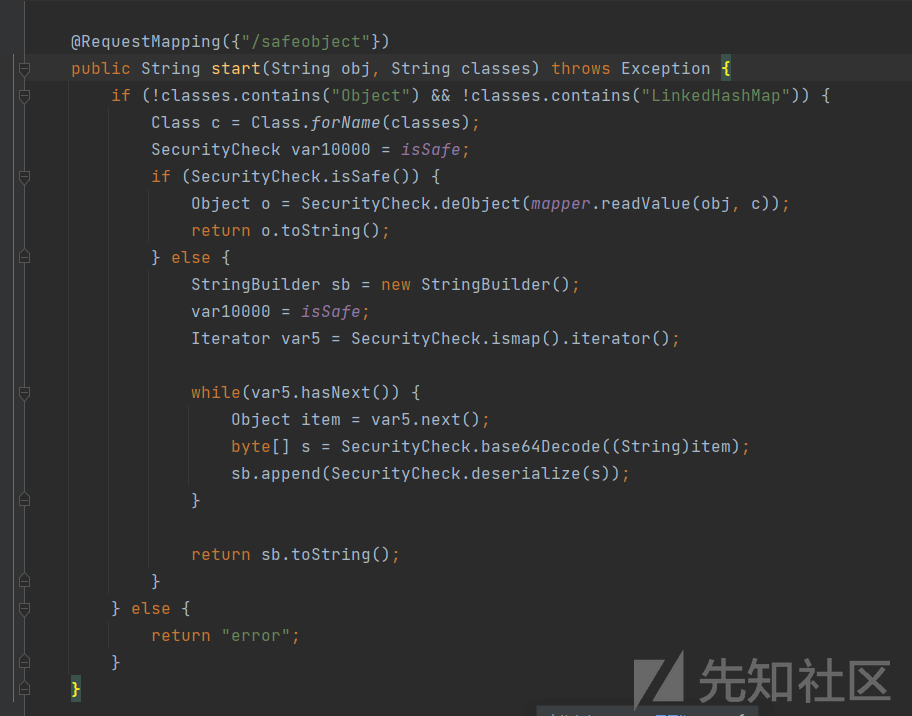 @RequestMapping({"/safeobject"})
public String start(String obj, String classes) throws Exception {
if (!classes.contains("Object") && !classes.contains("LinkedHashMap")) {
Class c = Class.forName(classes);
SecurityCheck var10000 = isSafe;
if (SecurityCheck.isSafe()) {
Object o = SecurityCheck.deObject(mapper.readValue(obj, c));
return o.toString();
} else {
StringBuilder sb = new StringBuilder();
var10000 = isSafe;
Iterator var5 = SecurityCheck.ismap().iterator();
while(var5.hasNext()) {
Object item = var5.next();
byte[] s = SecurityCheck.base64Decode((String)item);
sb.append(SecurityCheck.deserialize(s));
}
return sb.toString();
}
} else {
return "error";
}
}
先知社区